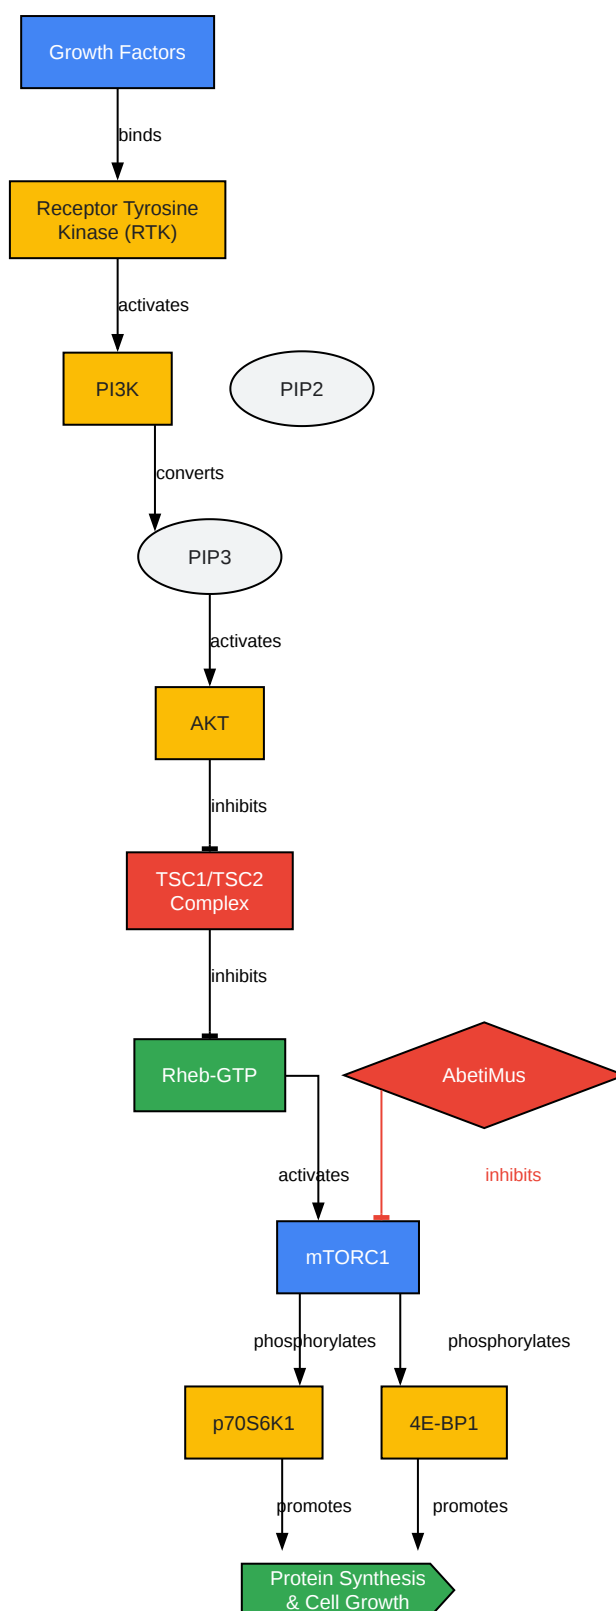 Growth Factors
binds
Receptor Tyrosine
Kinase (RTK)
activates
PI3K
PIP2
converts
PIP3
activates
AKT
inhibits
TSC1/TSC2
Complex
inhibits
Rheb-GTP
AbetiMus
activates
inhibits
mTORC1
phosphorylates
phosphorylates
p70S6K1
4E-BP1
promotes
promotes
Protein Synthesis
& Cell Growth